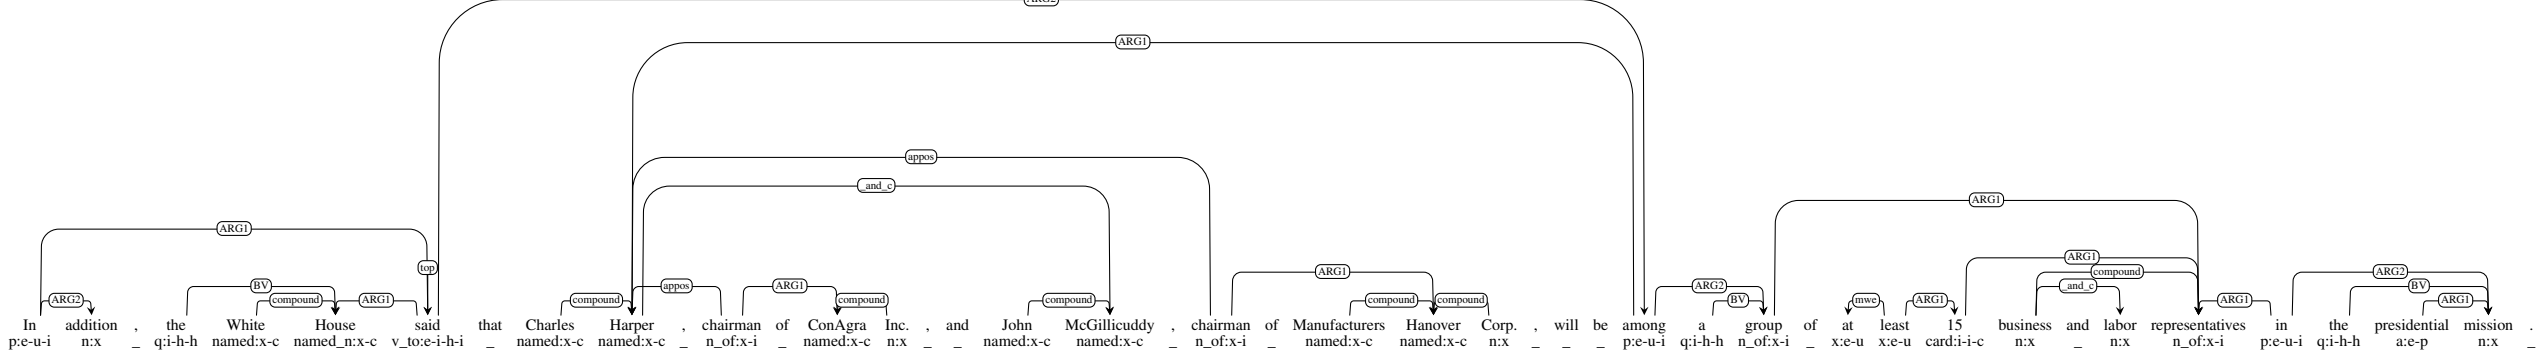 ARG2
ARG1
appos
_and_c
ARG1
ARG1
top
ARG1
compound
ARG1
ARG2
BV
appos
ARG1
ARG2
_and_c
BV
ARG2
compound
ARG1
compound
compound
compound
compound
compound
BV
mwe
ARG1
ARG1
ARG1
In addition , the White House said that Charles Harper , chairman of ConAgra Inc. , and John McGillicuddy , chairman of Manufacturers Hanover Corp. , will be among a group of at least 15 business and labor representatives in the presidential mission .
p:e-u-i n:x _ q:i-h-h named:x-c named_n:x-c v_to:e-i-h-i _ named:x-c named:x-c _ n_of:x-i _ named:x-c n:x _ _ named:x-c named:x-c _ n_of:x-i _ named:x-c named:x-c n:x _ _ _ p:e-u-i q:i-h-h n_of:x-i _ x:e-u x:e-u card:i-i-c n:x _ n:x n_of:x-i p:e-u-i q:i-h-h a:e-p n:x _